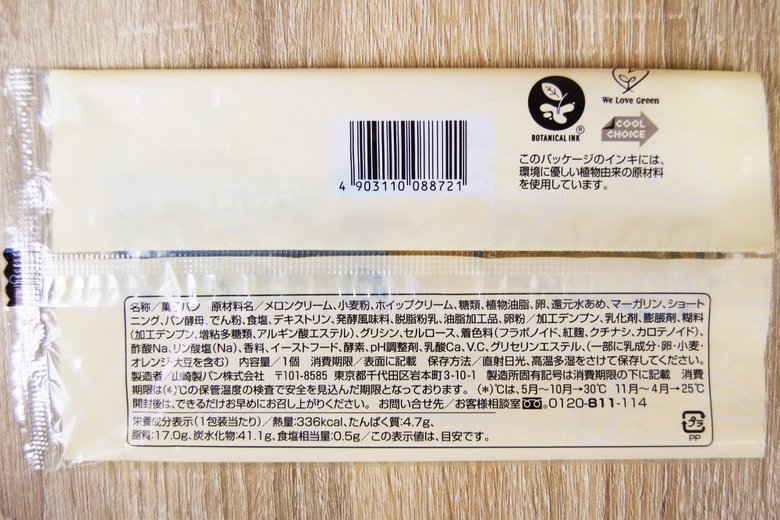 We Love Green
BOTANICAL INK®
COOL
CHOICE
このパッケージのインキには、
環境に優しい植物由来の原材料
を使用しています。
4 903110 088721
名称/菓子パン 原材料名/メロンクリーム、小麦粉、ホイップクリーム、糖類、植物油脂、卵、還元水あめ、マーガリン、ショート
ニング、パン酵母、でん粉、食塩、デキストリン、発酵風味料、脱脂粉乳、油脂加工品、卵粉/加工デンプン、乳化剤、膨脹剤、糊料
(加工デンプン、増粘多糖類、アルギン酸エステル)、グリシン、セルロース、着色料(フラボノイド、紅麹、クチナシ、カロテノイド)、
酢酸Na、リン酸塩(Na)、香料、イーストフード、酵素、pH調整剤、乳酸Ca、V.C、グリセリンエステル、(一部に乳成分・卵・小麦・
オレンジ・大豆を含む) 内容量/1個 消費期限/表面に記載 保存方法/直射日光、高温多湿をさけて保存してください。
製造者/山崎製パン株式会社 〒101-8585 東京都千代田区岩本町3-10-1 製造所固有記号は消費期限の下に記載 消費
期限は(*)℃の保管温度の検査で安全を見込んだ期限となっております。(*)℃は、5月〜10月→30℃ 11月〜4月→25℃
開封後は、できるだけお早めにお召し上がりください。 お問い合せ先/お客様相談室 0120-811-114
栄養成分表示(1包装当たり)/熱量:336kcal、たんぱく質:4.7g、
脂質:17.0g、炭水化物:41.1g、食塩相当量:0.5g/この表示値は、目安です。
プラ
PP